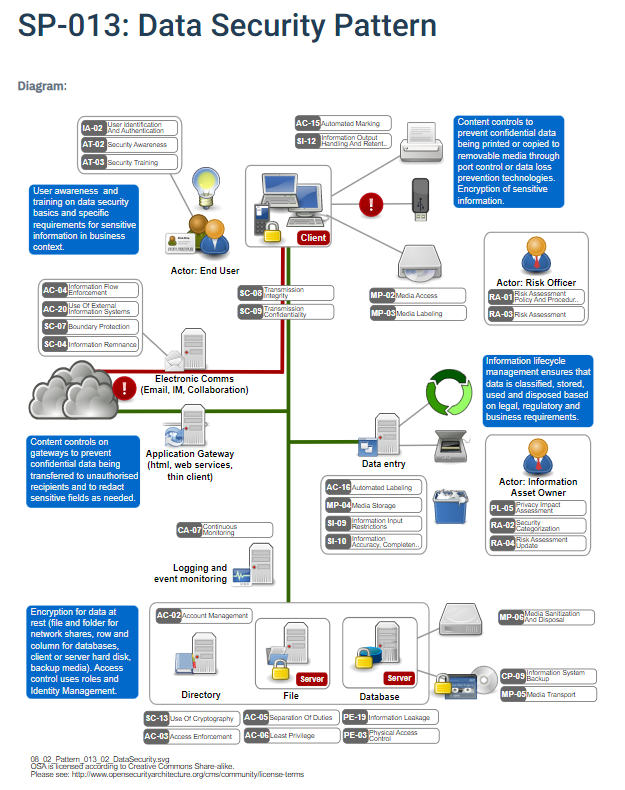 SP-013: Data Security Pattern
Diagram:
IA-02 User Identification
And Authentication
AT-02 Security Awareness
AT-03 Security Training
AC-15 Automated Marking
SI-12 Information Output
Handling And Retent..
Content controls to
prevent confidential data
being printed or copied to
removable media through
port control or data loss
prevention technologies.
Encryption of sensitive
information.
User awareness and
training on data security
basics and specific
requirements for sensitive
information in business
context.
Client
Actor: End User
Actor: Risk Officer
RA-01 Risk Assessment
Policy And Procedur..
RA-03 Risk Assessment
AC-04 Information Flow
Enforcement
AC-20 Use Of External
Information Systems
SC-07 Boundary Protection
SC-04 Information Remnance
SC-08 Transmission
Integrity
SC-09 Transmission
Confidentiality
MP-02 Media Access
MP-03 Media Labeling
Electronic Comms
(Email, IM, Collaboration)
Information lifecycle
management ensures that
data is classified, stored,
used and disposed based
on legal, regulatory and
business requirements.
Content controls on
gateways to prevent
confidential data being
transferred to unauthorised
recipients and to redact
sensitive fields as needed.
Application Gateway
(html, web services,
thin client)
Data entry
Actor: Information
Asset Owner
PL-05 Privacy Impact
Assessment
RA-02 Security
Categorization
RA-04 Risk Assessment
Update
AC-16 Automated Labeling
MP-04 Media Storage
SI-09 Information Input
Restrictions
SI-10 Information
Accuracy, Completen..
CA-07 Continuous
Monitoring
Logging and
event monitoring
Encryption for data at
rest (file and folder for
network shares, row and
column for databases,
client or server hard disk,
backup media). Access
control uses roles and
Identity Management.
AC-02 Account Management
Directory
Server
File
Server
Database
MP-06 Media Sanitization
And Disposal
CP-09 Information System
Backup
MP-05 Media Transport
SC-13 Use Of Cryptography
AC-05 Separation Of Duties
PE-19 Information Leakage
AC-03 Access Enforcement
AC-06 Least Privilege
PE-03 Physical Access
Control
08_02_Pattern_013_02_DataSecurity.svg
OSA is licensed according to Creative Commons Share-alike.
Please see: http://www.opensecurityarchitecture.org/cms/community/license-terms